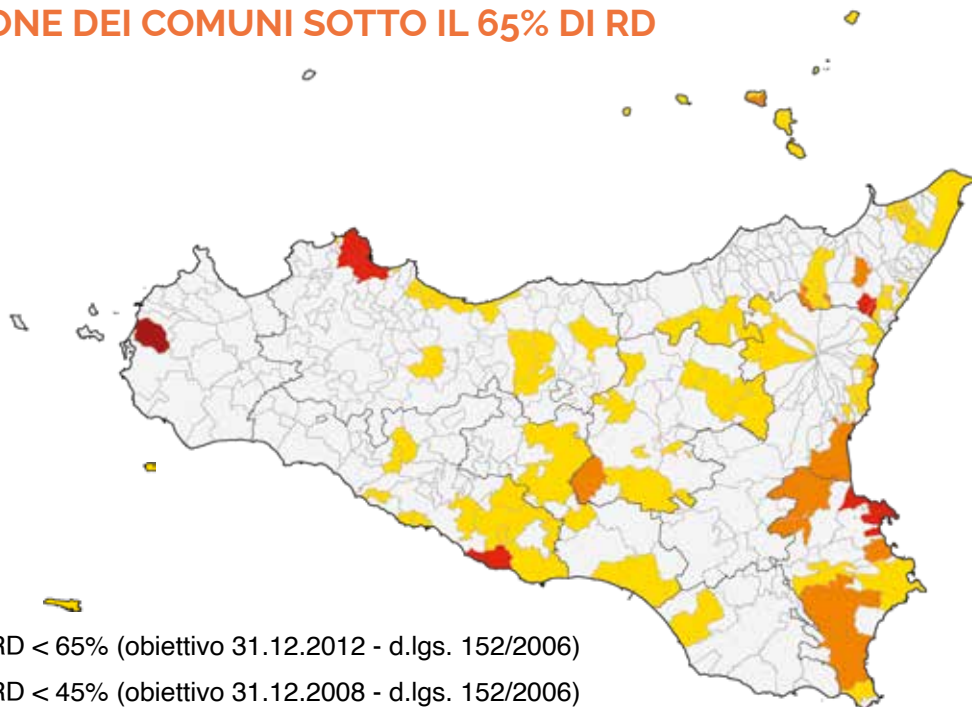 ONE DEI COMUNI SOTTO IL 65% DI RD
RD < 65% (obiettivo 31.12.2012 - d.lgs. 152/2006)
RD < 45% (obiettivo 31.12.2008 - d.lgs. 152/2006)